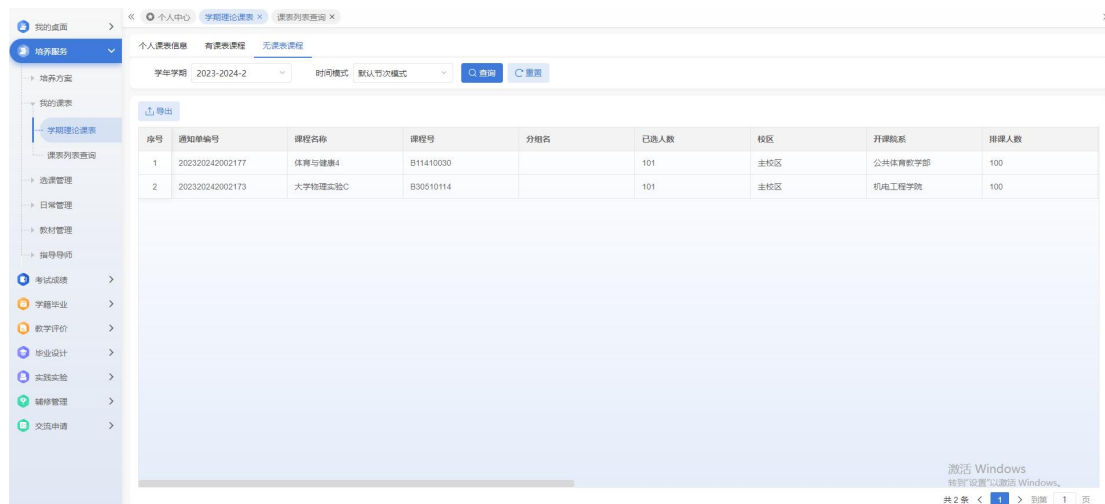 我的桌面
« 个人中心 学期理论课表 × 课表列表查询 ×
培养服务
培养方案
我的课表
学期理论课表
课表列表查询
选课管理
日常管理
教材管理
指导导师
考试成绩
学籍毕业
教学评价
毕业设计
实践实验
辅修管理
交流申请
个人课表信息 有课表课程 无课表课程
学年学期 2023-2024-2 时间模式 默认节次模式 查询 重置
导出
序号 通知单编号 课程名称 课程号 分组名 已选人数 校区 开课院系 排课人数
1 202320242002177 体育与健康4 B11410030 101 主校区 公共体育教学部 100
2 202320242002173 大学物理实验C B30510114 101 主校区 机电工程学院 100
激活 Windows
转到"设置"以激活 Windows。
共 2 条 < 1 > 到第 1 页